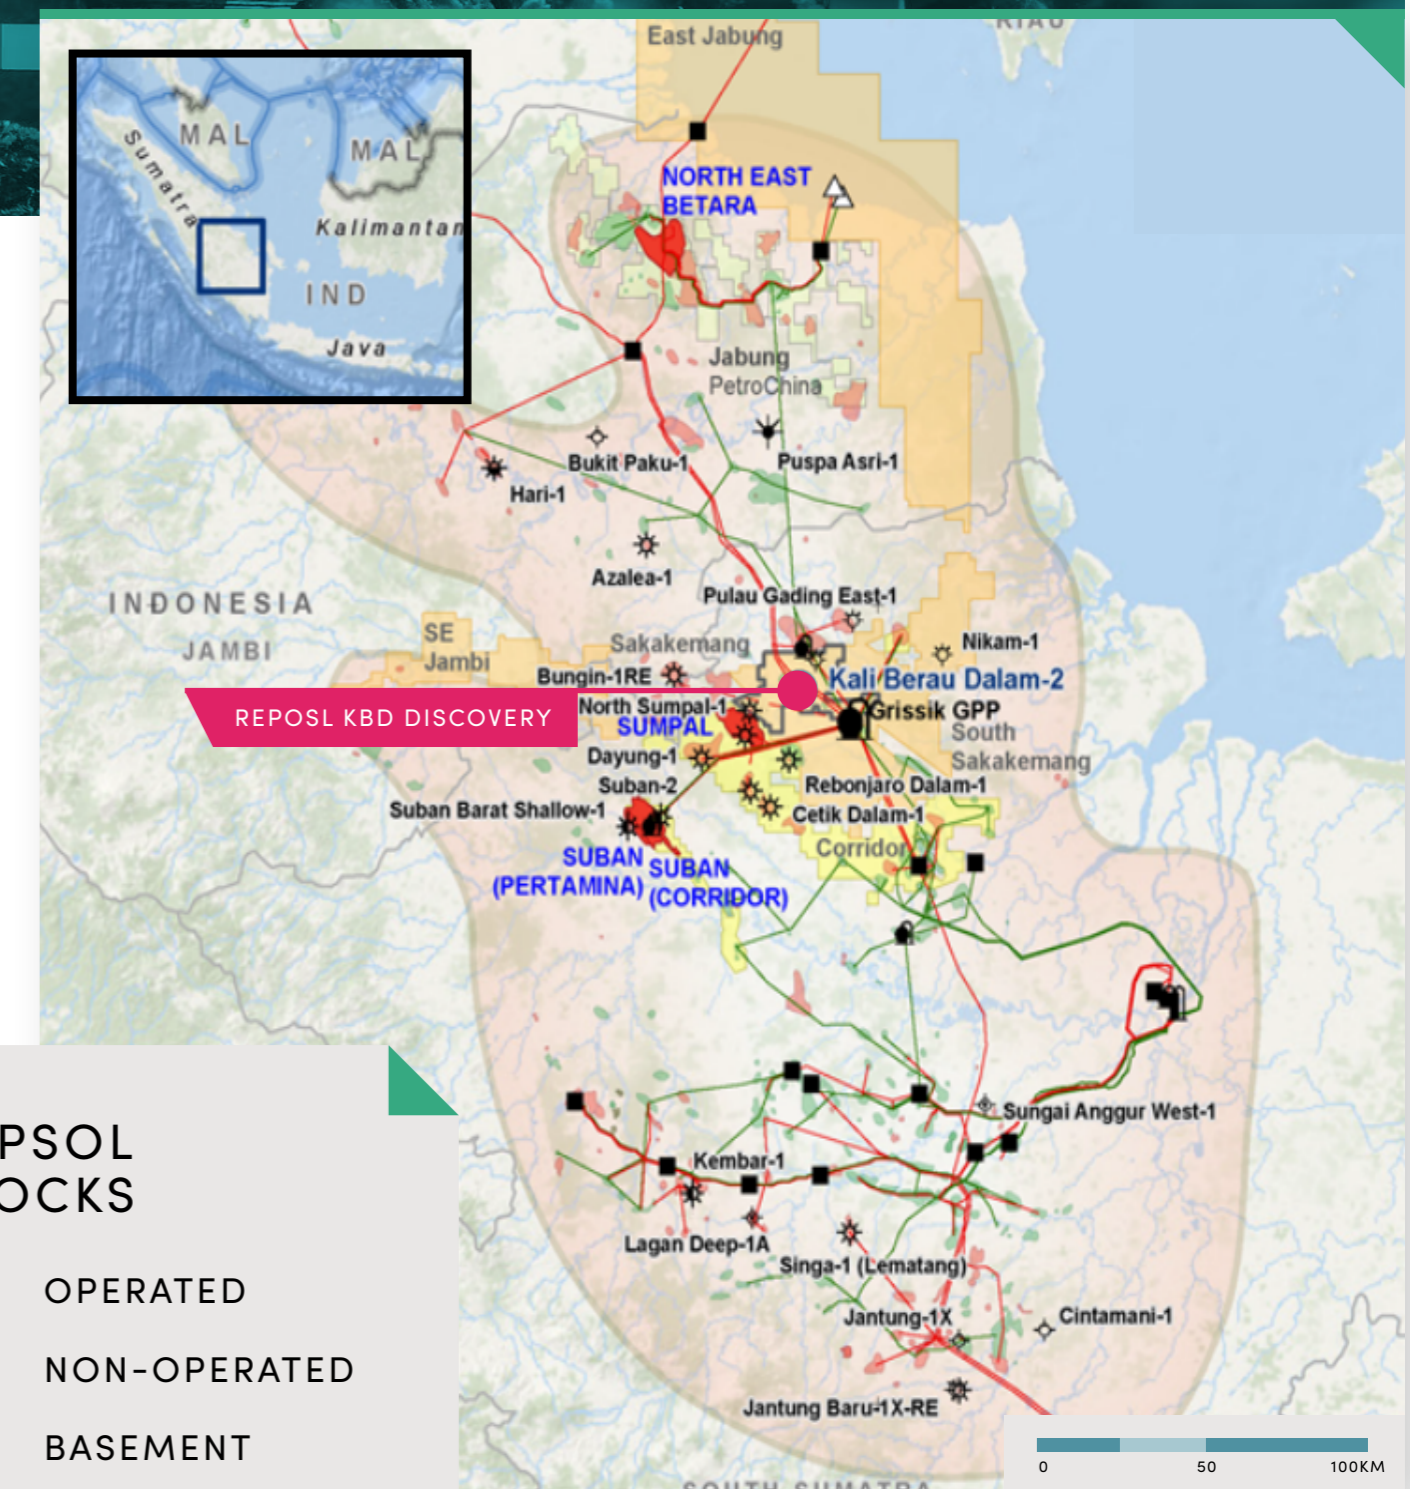 East Jabung
RIAU
MAL
MAL
Sumatra
Kalimantan
IND
Java
NORTH EAST
BETARA
Jabung
PetroChina
Bukit Paku-1
Puspa Asri-1
Hari-1
Azalea-1
Pulau Gading East-1
INDONESIA
JAMBI
SE
Jambi
Sakakemang
Nikam-1
Bungin-1RE
Kali Berau Dalam-2
REPOSL KBD DISCOVERY
North Sumpal-1
Grissik GPP
SUMPAL
South
Sakakemang
Dayung-1
Suban-2
Rebonjaro Dalam-1
Suban Barat Shallow-1
Cetik Dalam-1
Corridor
SUBAN
(PERTAMINA)
SUBAN
(CORRIDOR)
Sungai Anggur West-1
Kembar-1
Lagan Deep-1A
Singa-1 (Lematang)
Jantung-1X
Cintamani-1
Jantung Baru-1X-RE
SOUTH SUMATRA
PSOL
OCKS
OPERATED
NON-OPERATED
BASEMENT
0 50 100KM